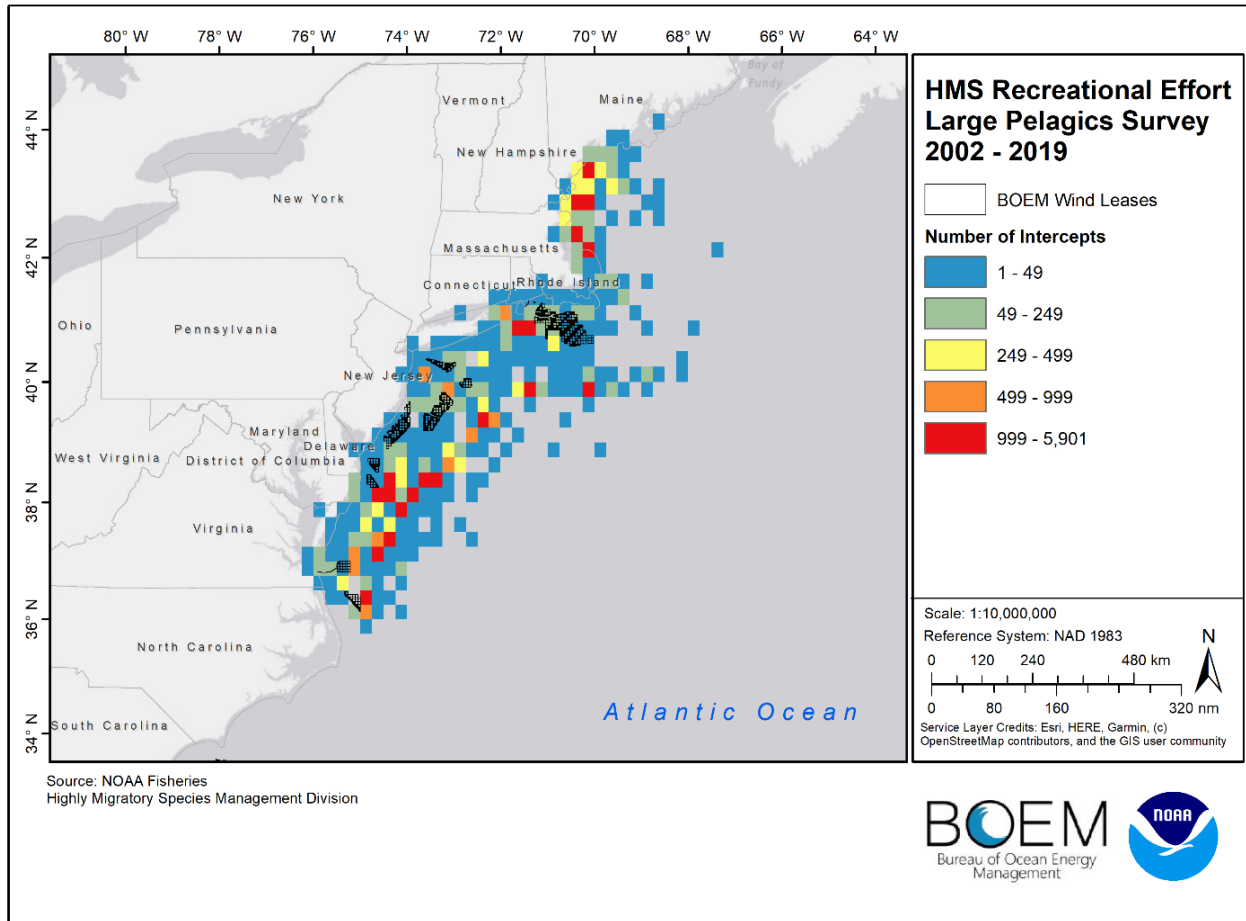 80° W 78° W 76° W 74° W 72° W 70° W 68° W 66° W 64° W
44° N
42° N
40° N
38° N
36° N
34° N
Bay of
Fundy
Vermont
Maine
New Hampshire
New York
Massachusetts
Connecticut
Rhode Island
Ohio
Pennsylvania
New Jersey
Maryland
Delaware
West Virginia
District of Columbia
Virginia
North Carolina
South Carolina
Atlantic Ocean
HMS Recreational Effort
Large Pelagics Survey
2002 - 2019
BOEM Wind Leases
Number of Intercepts
1 - 49
49 - 249
249 - 499
499 - 999
999 - 5,901
Scale: 1:10,000,000
Reference System: NAD 1983
N
0 120 240 480 km
0 80 160 320 nm
Service Layer Credits: Esri, HERE, Garmin, (c)
OpenStreetMap contributors, and the GIS user community
Source: NOAA Fisheries
Highly Migratory Species Management Division
BOEM
Bureau of Ocean Energy
Management
NOAA